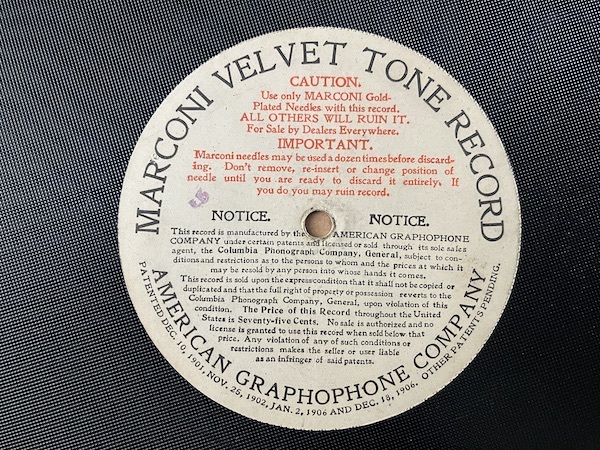 MARCONI VELVET TONE RECORD
CAUTION.
Use only MARCONI Gold-
Plated Needles with this record.
ALL OTHERS WILL RUIN IT.
For Sale by Dealers Everywhere.
IMPORTANT.
Marconi needles may be used a dozen times before discard-
ing. Don't remove, re-insert or change position of
needle until you are ready to discard it entirely. If
you do you may ruin record.
NOTICE. NOTICE.
This record is manufactured by the AMERICAN GRAPHOPHONE
COMPANY under certain patents and licensed or sold through its sole sales
agent, the Columbia Phonograph Company, General, subject to con-
ditions and restrictions as to the persons to whom and the prices at which it
may be resold by any person into whose hands it comes.
This record is sold upon the express condition that it shall not be copied or
duplicated and that the full right of property or possession reverts to the
Columbia Phonograph Company, General, upon violation of this
condition. The Price of this Record throughout the United
States is Seventy-five Cents. No sale is authorized and no
license is granted to use this record when sold below that
price. Any violation of any of such conditions or
restrictions makes the seller or user liable
as an infringer of said patents.
AMERICAN GRAPHOPHONE COMPANY
PATENTED DEC. 10, 1901, NOV. 25, 1902, JAN. 2, 1906 AND DEC. 18, 1906. OTHER PATENTS PENDING.